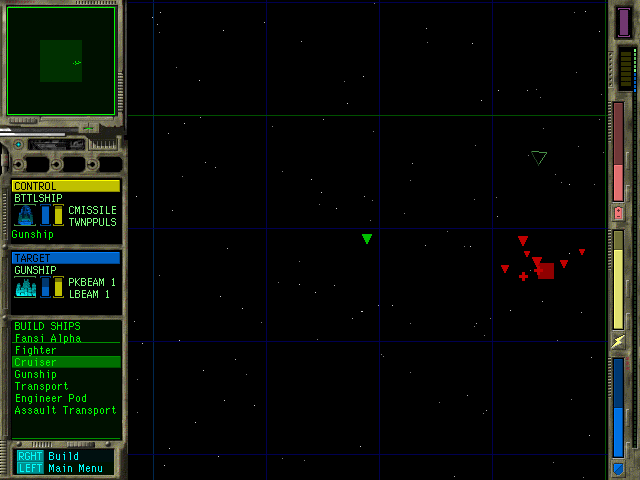 CONTROL
BTTLSHIP
CMISSILE
TWNPPULS
Gunship
TARGET
GUNSHIP
PKBEAM 1
LBEAM 1
BUILD SHIPS
Fansi Alpha
Fighter
Cruiser
Gunship
Transport
Engineer Pod
Assault Transport
RGHT Build
LEFT Main Menu